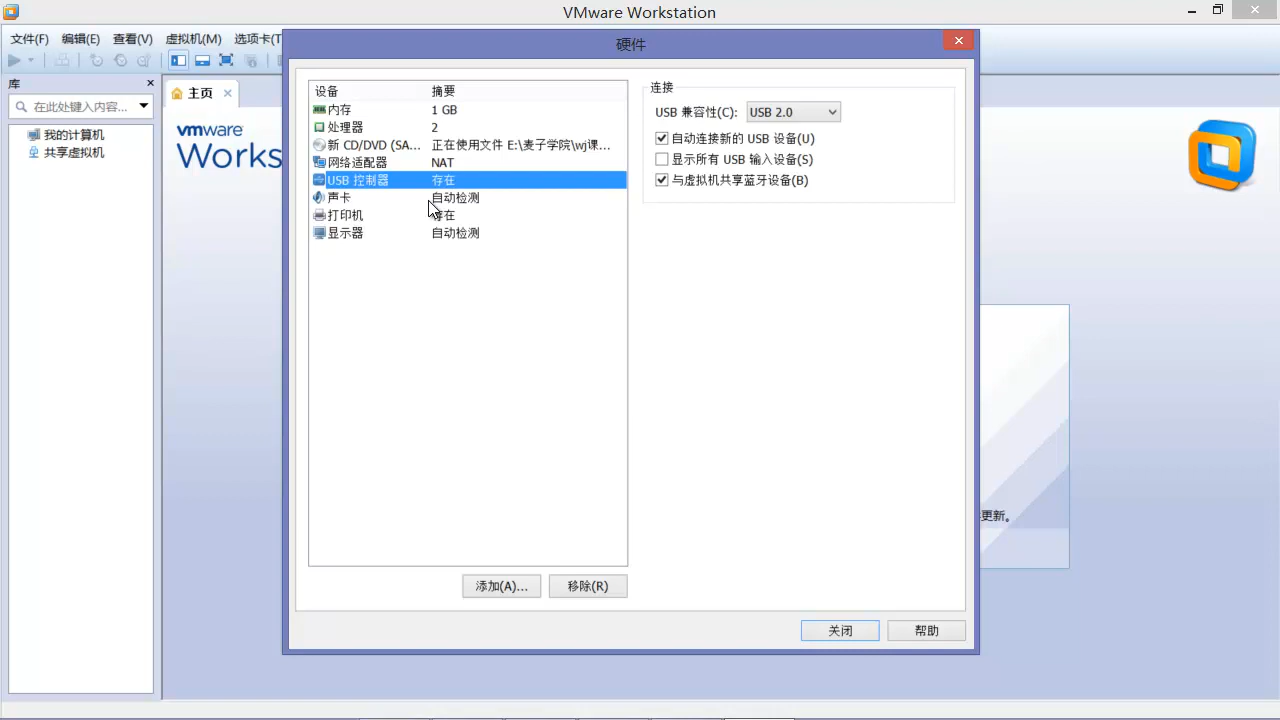 VMware Workstation
文件(F) 编辑(E) 查看(V) 虚拟机(M) 选项卡(T
硬件
库
在此处键入内容...
我的计算机
共享虚拟机
主页
vmware
Works
设备 摘要
内存 1 GB
处理器 2
新 CD/DVD (SA... 正在使用文件 E:\麦子学院\wj课...
网络适配器 NAT
USB 控制器 存在
声卡 自动检测
打印机 存在
显示器 自动检测
添加(A)... 移除(R)
连接
USB 兼容性(C): USB 2.0
自动连接新的 USB 设备(U)
显示所有 USB 输入设备(S)
与虚拟机共享蓝牙设备(B)
更新。
关闭 帮助